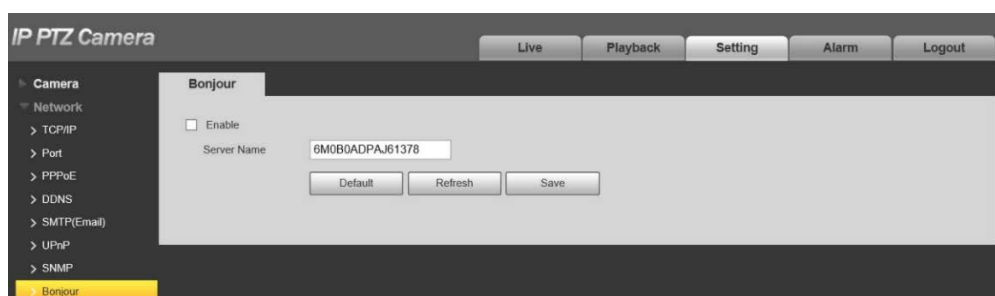 IP PTZ Camera
Live Playback Setting Alarm Logout
Camera
Network
TCP/IP
Port
PPPoE
DDNS
SMTP(Email)
UPnP
SNMP
Bonjour
Bonjour
Enable
Server Name 6M0B0ADPAJ61378
Default Refresh Save